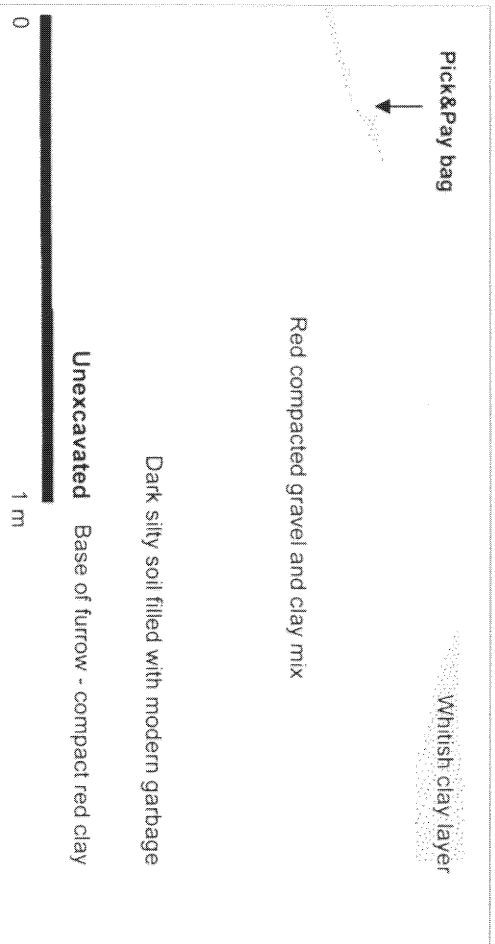 Pick&Pay bag
Whitish clay layer
Red compacted gravel and clay mix
Dark silty soil filled with modern garbage
Unexcavated Base of furrow - compact red clay
0 1 m